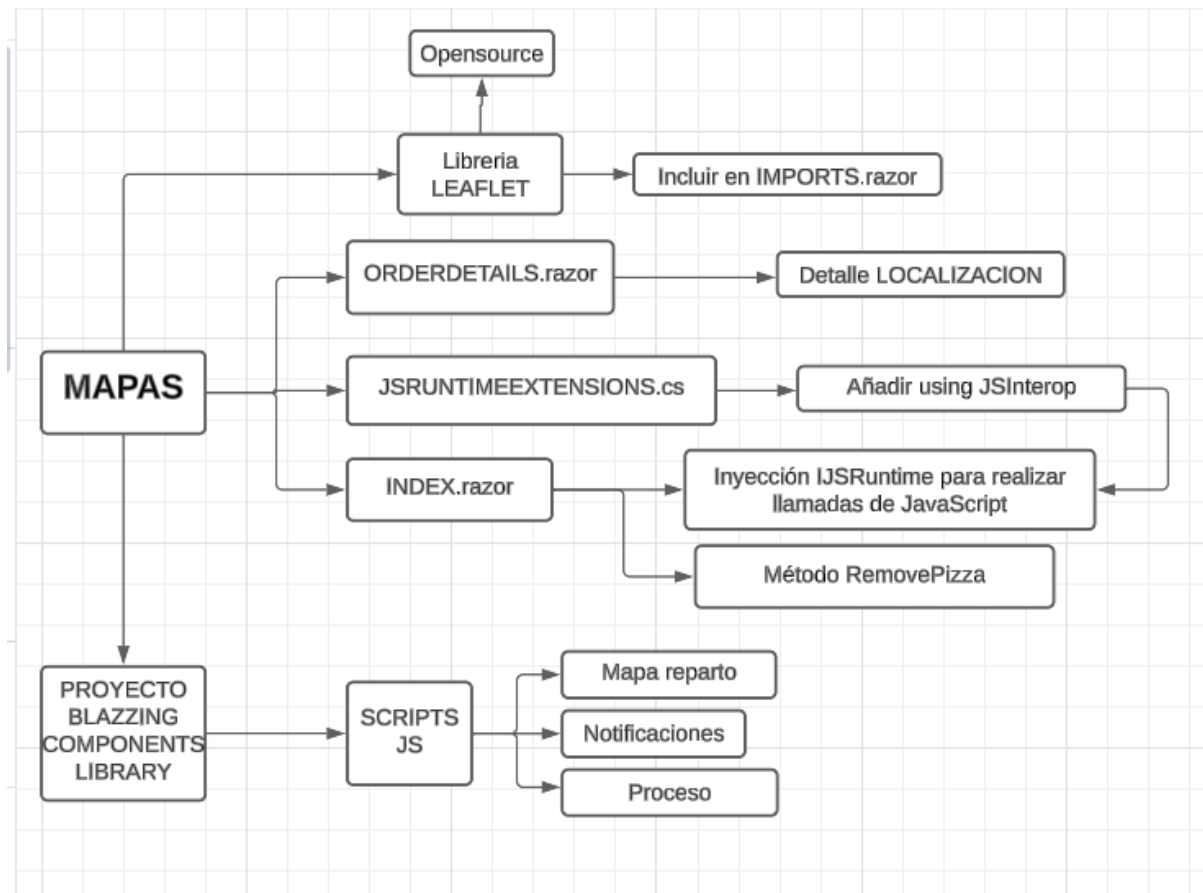 Opensource
Libreria
LEAFLET
Incluir en IMPORTS.razor
ORDERDETAILS.razor
Detalle LOCALIZACION
MAPAS
JSRUNTIMEEXTENSIONS.cs
Añadir using JSInterop
INDEX.razor
Inyección IJSRuntime para realizar
llamadas de JavaScript
Método RemovePizza
PROYECTO
BLAZZING
COMPONENTS
LIBRARY
SCRIPTS
JS
Mapa reparto
Notificaciones
Proceso